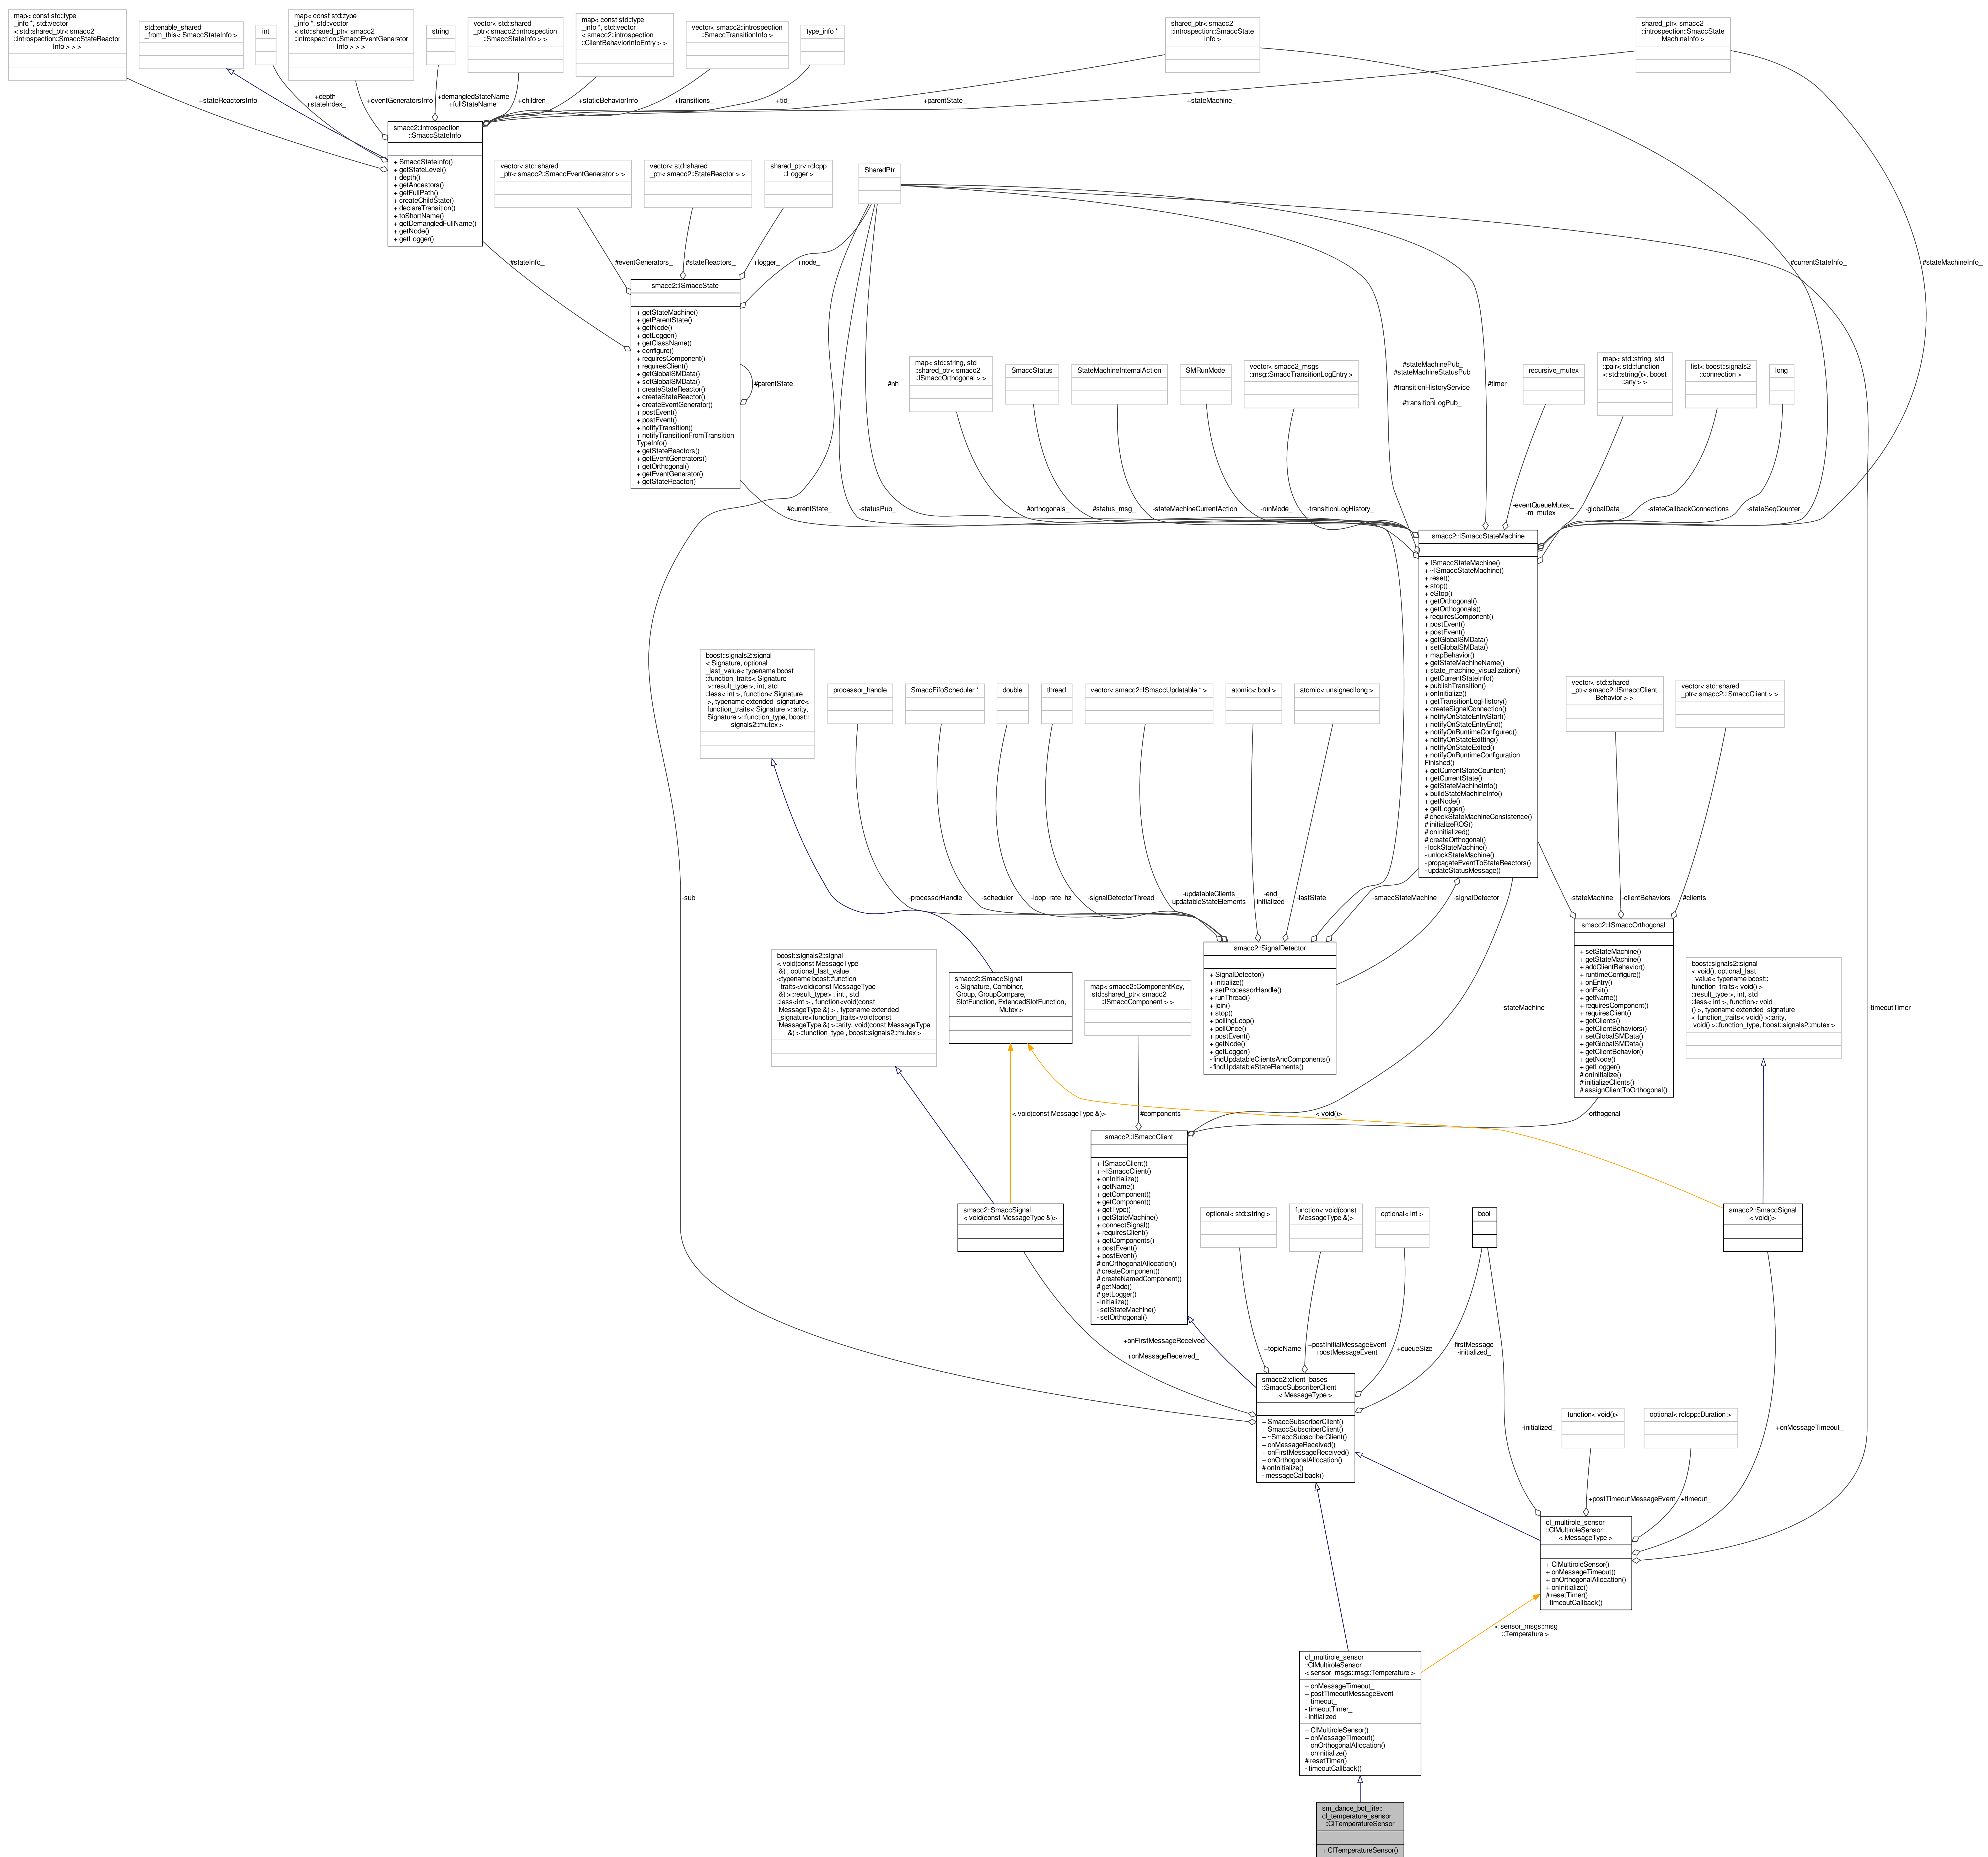 map< const std::type
_info *, std::vector
< std::shared_ptr< smacc2
::introspection::SmaccStateReactor
Info > > >
std::enable_shared
_from_this< SmaccStateInfo >
int
map< const std::type
_info *, std::vector
< std::shared_ptr< smacc2
::introspection::SmaccEventGenerator
Info > > >
string
vector< std::shared
_ptr< smacc2::introspection
::SmaccStateInfo > >
map< const std::type
_info *, std::vector
< smacc2::introspection
::ClientBehaviorInfoEntry > >
vector< smacc2::introspection
::SmaccTransitionInfo >
type_info *
shared_ptr< smacc2
::introspection::SmaccState
Info >
shared_ptr< smacc2
::introspection::SmaccState
MachineInfo >
+stateReactorsInfo
+depth_
+stateIndex_
+eventGeneratorsInfo
+demangledStateName
+fullStateName
+children_
+staticBehaviorInfo
+transitions_
+tid_
+parentState_
+stateMachine_
smacc2::introspection
::SmaccStateInfo
+ SmaccStateInfo()
+ getStateLevel()
+ depth()
+ getAncestors()
+ getFullPath()
+ createChildState()
+ declareTransition()
+ toShortName()
+ getDemangledFullName()
+ getNode()
+ getLogger()
vector< std::shared
_ptr< smacc2::SmaccEventGenerator > >
vector< std::shared
_ptr< smacc2::StateReactor > >
shared_ptr< rclcpp
::Logger >
SharedPtr
#stateInfo_
#eventGenerators_
#stateReactors_
+logger_
+node_
#currentStateInfo_
#stateMachineInfo_
smacc2::ISmaccState
+ getStateMachine()
+ getParentState()
+ getNode()
+ getLogger()
+ getClassName()
+ configure()
+ requiresComponent()
+ requiresClient()
+ getGlobalSMData()
+ setGlobalSMData()
+ createStateReactor()
+ createStateReactor()
+ createEventGenerator()
+ postEvent()
+ postEvent()
+ notifyTransition()
+ notifyTransitionFromTransition
TypeInfo()
+ getStateReactors()
+ getEventGenerators()
+ getOrthogonal()
+ getEventGenerator()
+ getStateReactor()
#parentState_
#nh_
map< std::string, std
::shared_ptr< smacc2
::ISmaccOrthogonal > >
SmaccStatus
StateMachineInternalAction
SMRunMode
vector< smacc2_msgs
::msg::SmaccTransitionLogEntry >
#stateMachinePub_
#stateMachineStatusPub
_
#transitionHistoryService
_
#transitionLogPub_
#timer_
recursive_mutex
map< std::string, std
::pair< std::function
< std::string()>, boost
::any > >
list< boost::signals2
::connection >
long
#currentState_
-statusPub_
#orthogonals_
#status_msg_
-stateMachineCurrentAction
-runMode_
-transitionLogHistory_
-eventQueueMutex_
-m_mutex_
-globalData_
-stateCallbackConnections
-stateSeqCounter_
smacc2::ISmaccStateMachine
+ ISmaccStateMachine()
+ ~ISmaccStateMachine()
+ reset()
+ stop()
+ eStop()
+ getOrthogonal()
+ getOrthogonals()
+ requiresComponent()
+ postEvent()
+ postEvent()
+ getGlobalSMData()
+ setGlobalSMData()
+ mapBehavior()
+ getStateMachineName()
+ state_machine_visualization()
+ getCurrentStateInfo()
+ publishTransition()
+ onInitialize()
+ getTransitionLogHistory()
+ createSignalConnection()
+ notifyOnStateEntryStart()
+ notifyOnStateEntryEnd()
+ notifyOnRuntimeConfigured()
+ notifyOnStateExitting()
+ notifyOnStateExited()
+ notifyOnRuntimeConfiguration
Finished()
+ getCurrentStateCounter()
+ getCurrentState()
+ getStateMachineInfo()
+ buildStateMachineInfo()
+ getNode()
+ getLogger()
# checkStateMachineConsistence()
# initializeROS()
# onInitialized()
# createOrthogonal()
- lockStateMachine()
- unlockStateMachine()
- propagateEventToStateReactors()
- updateStatusMessage()
boost::signals2::signal
< Signature, optional
_last_value< typename boost
::function_traits< Signature
>::result_type >, int, std
::less< int >, function< Signature
>, typename extended_signature<
function_traits< Signature >::arity,
Signature >::function_type, boost::
signals2::mutex >
processor_handle
SmaccFifoScheduler *
double
thread
vector< smacc2::ISmaccUpdatable * >
atomic< bool >
atomic< unsigned long >
vector< std::shared
_ptr< smacc2::ISmaccClient
Behavior > >
vector< std::shared
_ptr< smacc2::ISmaccClient > >
-sub_
-processorHandle_
-scheduler_
-loop_rate_hz
-signalDetectorThread_
-updatableClients_
-updatableStateElements_
-end_
-initialized_
-lastState_
-smaccStateMachine_
-signalDetector_
-stateMachine_
-clientBehaviors_
#clients_
smacc2::SignalDetector
+ SignalDetector()
+ initialize()
+ setProcessorHandle()
+ runThread()
+ join()
+ stop()
+ pollingLoop()
+ pollOnce()
+ postEvent()
+ getNode()
+ getLogger()
- findUpdatableClientsAndComponents()
- findUpdatableStateElements()
smacc2::ISmaccOrthogonal
+ setStateMachine()
+ getStateMachine()
+ addClientBehavior()
+ runtimeConfigure()
+ onEntry()
+ onExit()
+ getName()
+ requiresComponent()
+ requiresClient()
+ getClients()
+ getClientBehaviors()
+ setGlobalSMData()
+ getGlobalSMData()
+ getClientBehavior()
+ getNode()
+ getLogger()
# onInitialize()
# initializeClients()
# assignClientToOrthogonal()
boost::signals2::signal
< void(const MessageType
&) , optional_last_value
<typename boost::function
_traits<void(const MessageType
&) >::result_type> , int , std
::less<int > , function<void(const
MessageType &) > , typename extended
_signature<function_traits<void(const
MessageType &) >::arity, void(const MessageType
&) >::function_type , boost::signals2::mutex >
smacc2::SmaccSignal
< Signature, Combiner,
Group, GroupCompare,
SlotFunction, ExtendedSlotFunction,
Mutex >
map< smacc2::ComponentKey,
std::shared_ptr< smacc2
::ISmaccComponent > >
boost::signals2::signal
< void(), optional_last
_value< typename boost::
function_traits< void() >
::result_type >, int, std
::less< int >, function< void
() >, typename extended_signature
< function_traits< void() >::arity,
void() >::function_type, boost::signals2::mutex >
-stateMachine_
-timeoutTimer_
< void(const MessageType &)>
#components_
< void()>
-orthogonal_
smacc2::ISmaccClient
+ ISmaccClient()
+ ~ISmaccClient()
+ onInitialize()
+ getName()
+ getComponent()
+ getComponent()
+ getType()
+ getStateMachine()
+ connectSignal()
+ requiresClient()
+ getComponents()
+ postEvent()
+ postEvent()
# onOrthogonalAllocation()
# createComponent()
# createNamedComponent()
# getNode()
# getLogger()
- initialize()
- setStateMachine()
- setOrthogonal()
smacc2::SmaccSignal
< void(const MessageType &)>
optional< std::string >
function< void(const
MessageType &)>
optional< int >
bool
smacc2::SmaccSignal
< void()>
+onFirstMessageReceived
_
+onMessageReceived_
+topicName
+postInitialMessageEvent
+postMessageEvent
+queueSize
-firstMessage_
-initialized_
smacc2::client_bases
::SmaccSubscriberClient
< MessageType >
+ SmaccSubscriberClient()
+ SmaccSubscriberClient()
+ ~SmaccSubscriberClient()
+ onMessageReceived()
+ onFirstMessageReceived()
+ onOrthogonalAllocation()
# onInitialize()
- messageCallback()
function< void()>
optional< rclcpp::Duration >
-initialized_
+onMessageTimeout_
+postTimeoutMessageEvent
+timeout_
cl_multirole_sensor
::ClMultiroleSensor
< MessageType >
+ ClMultiroleSensor()
+ onMessageTimeout()
+ onOrthogonalAllocation()
+ onInitialize()
# resetTimer()
- timeoutCallback()
< sensor_msgs::msg
::Temperature >
cl_multirole_sensor
::ClMultiroleSensor
< sensor_msgs::msg::Temperature >
+ onMessageTimeout_
+ postTimeoutMessageEvent
+ timeout_
- timeoutTimer_
- initialized_
+ ClMultiroleSensor()
+ onMessageTimeout()
+ onOrthogonalAllocation()
+ onInitialize()
# resetTimer()
- timeoutCallback()
sm_dance_bot_lite::
cl_temperature_sensor
::ClTemperatureSensor
+ ClTemperatureSensor()